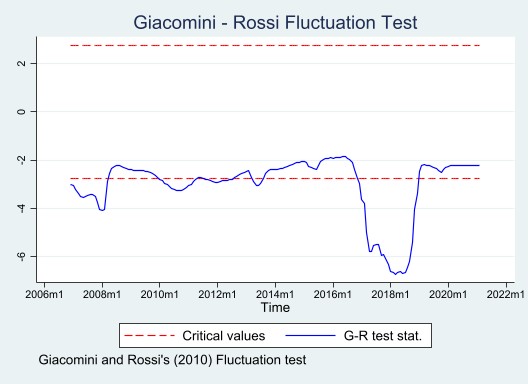 Giacomini - Rossi Fluctuation Test
2
0
-2
-4
-6
2006m1 2008m1 2010m1 2012m1 2014m1 2016m1 2018m1 2020m1 2022m1
Time
Critical values G-R test stat.
Giacomini and Rossi's (2010) Fluctuation test